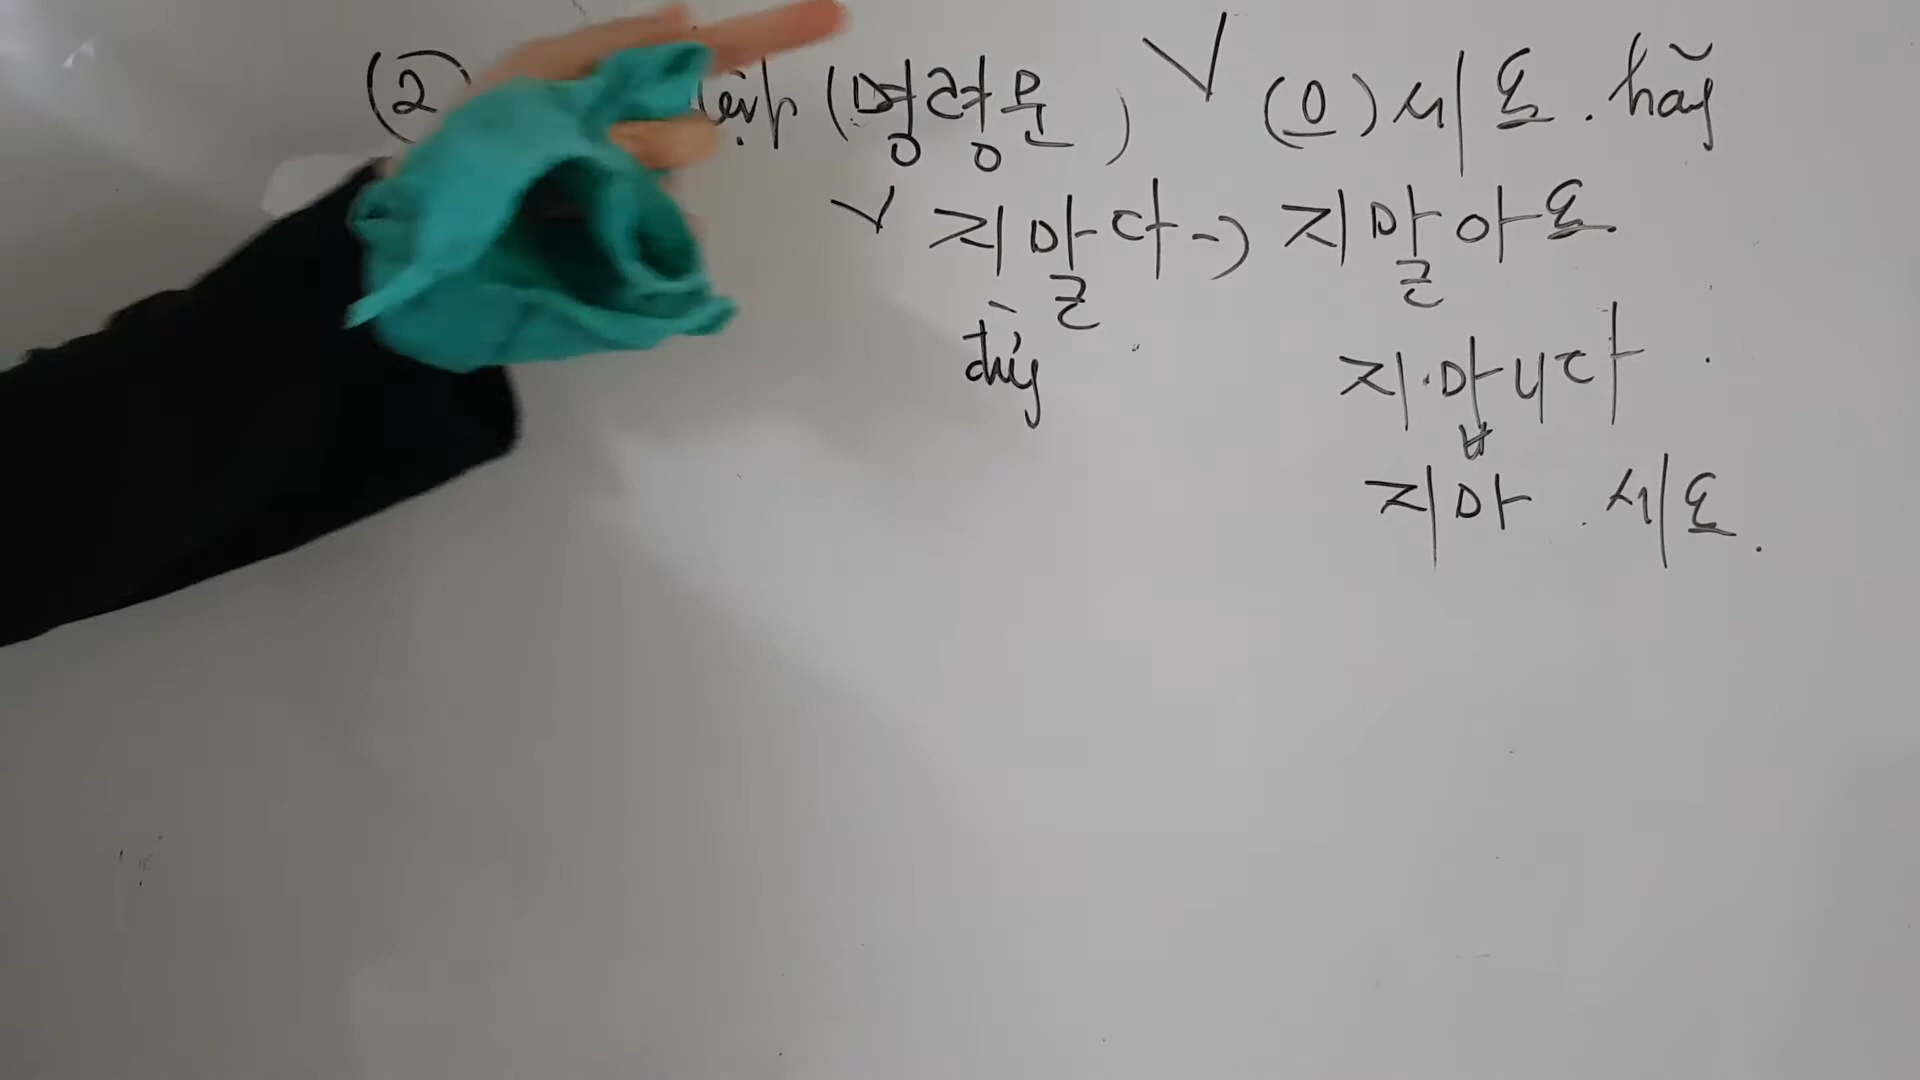 (2 (명령문) ✓ (으)세요. hãy
✓ 지말다 -> 지말아요
đừng
지맙니다
지마세요.